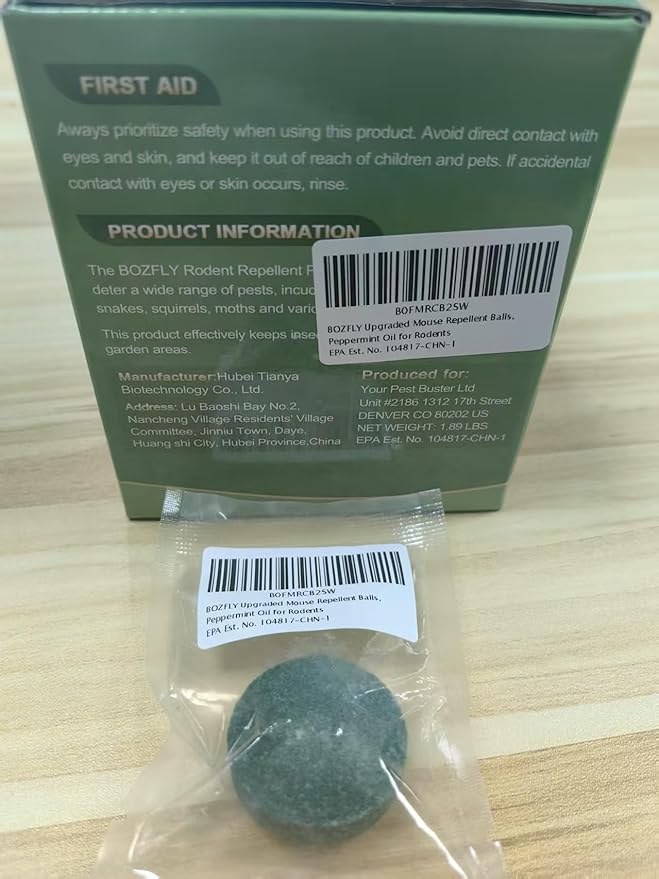 FIRST AID
Aways prioritize safety when using this product. Avoid direct contact with
eyes and skin, and keep it out of reach of children and pets. If accidental
contact with eyes or skin occurs, rinse.
PRODUCT INFORMATION
The BOZFLY Rodent Repellent
deter a wide range of pests,
snakes, squirrels, moths and
This product effectively keeps
garden areas.
B0FMRCB2SW
BOZFLY Upgraded Mouse Repellent Balls,
Peppermint Oil for Rodents
EPA Est. No. 104817-CHN-1
Manufacturer:Hubei Tianya
Biotechnology Co., Ltd.
Address: Lu Baoshi Bay No.2,
Nancheng Village Residents' Village
Committee, Jinniu Town, Daye,
Huang shi City, Hubei Province,China
Produced for:
Your Pest Buster Ltd
Unit #2186 1312 17th Street
DENVER CO 80202 US
NET WEIGHT: 1.89 LBS
EPA Est. No. 104817-CHN-1
B0FMRCB2SW
BOZFLY Upgraded Mouse Repellent Balls,
Peppermint Oil for Rodents
EPA Est. No. 104817-CHN-1